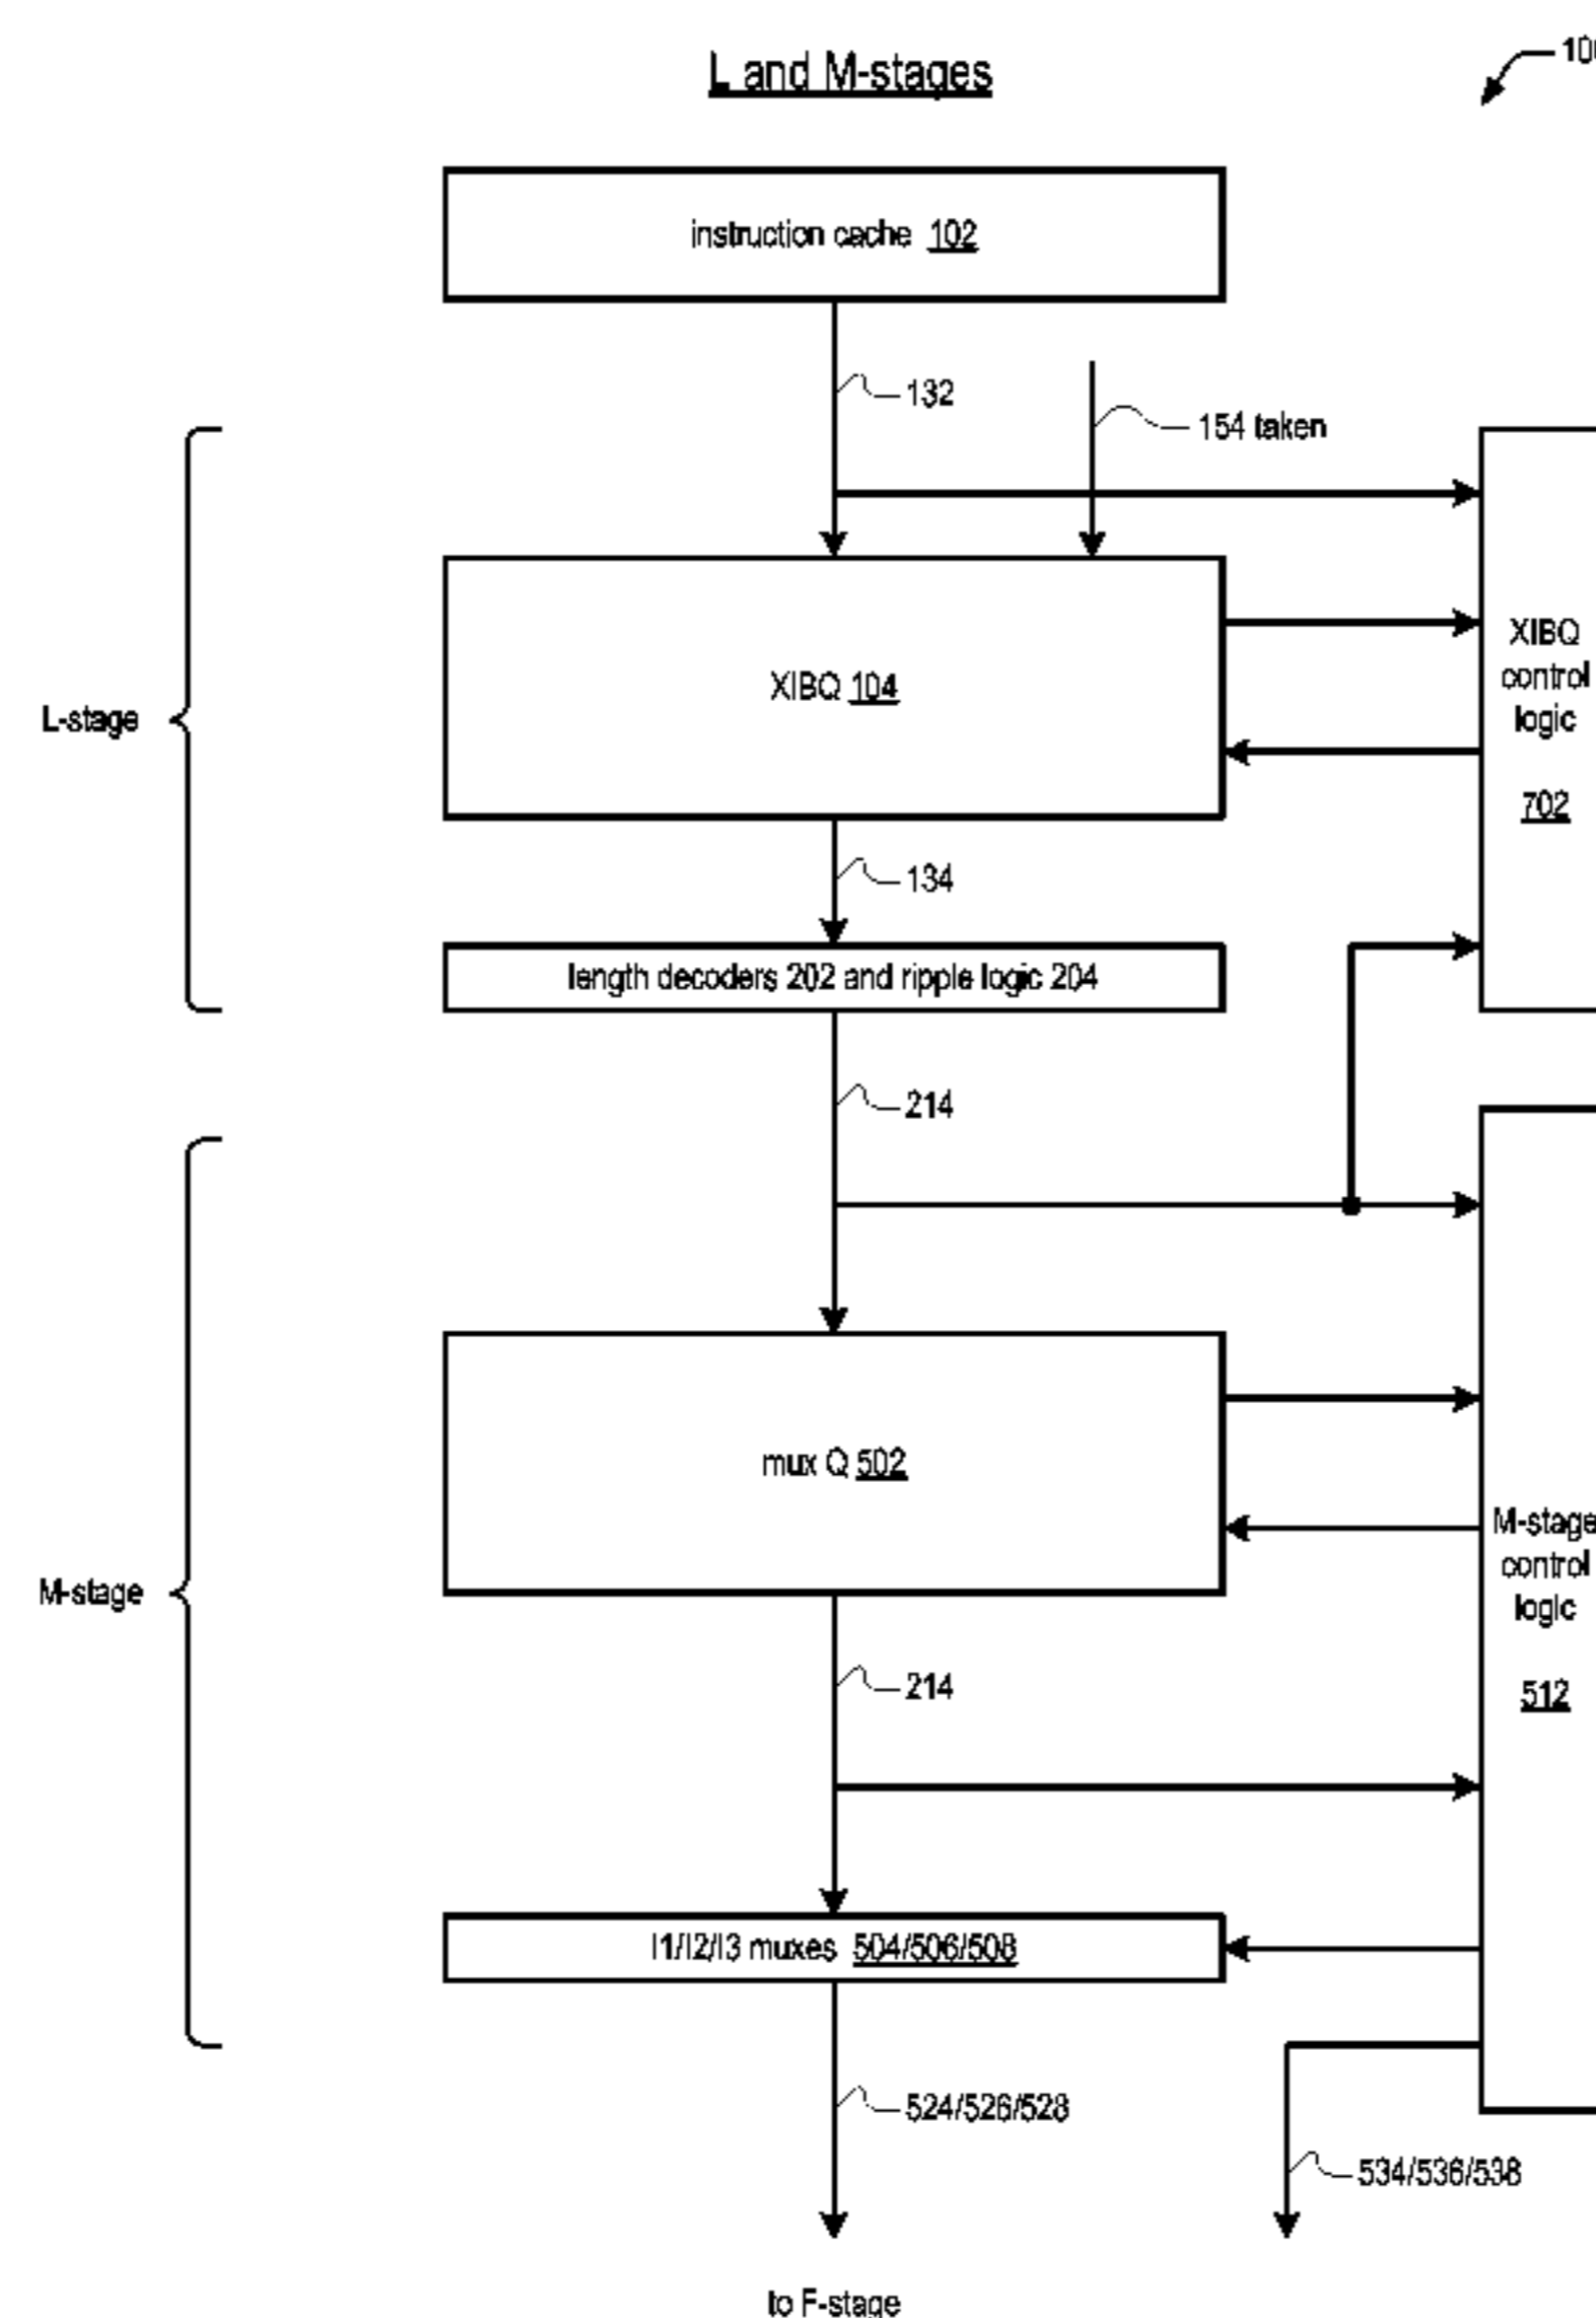 L and M-stages
instruction cache 102
132
154 taken
XIBQ
control
logic
702
XIBQ 104
L-stage
134
length decoders 202 and ripple logic 204
214
mux Q 502
M-stage
control
logic
512
M-stage
214
I1/I2/I3 muxes 504/506/508
524/526/528
534/536/538
to F-stage